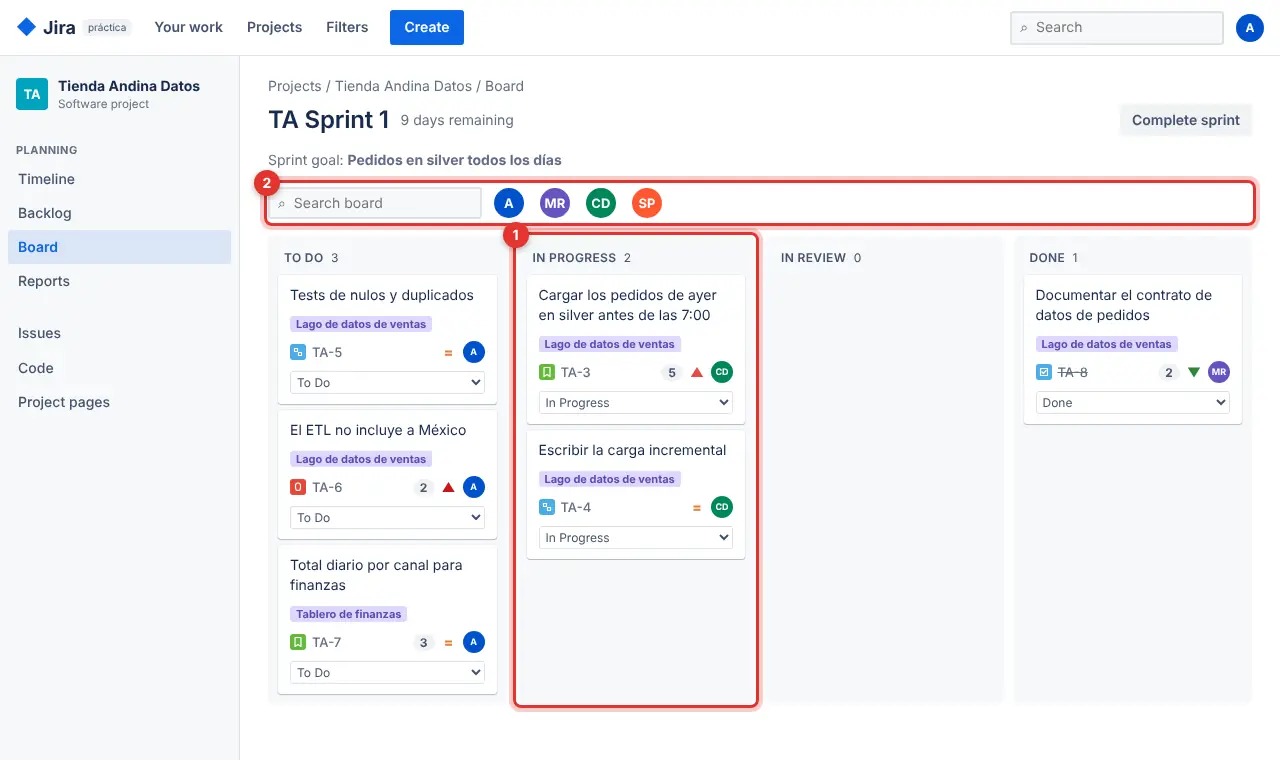 Jira práctica Your work Projects Filters Create Search A
TA Tienda Andina Datos
Software project
PLANNING
Timeline
Backlog
Board
Reports
Issues
Code
Project pages
Projects / Tienda Andina Datos / Board
TA Sprint 1 9 days remaining Complete sprint
Sprint goal: Pedidos en silver todos los días
2
Search board A MR CD SP
1
TO DO 3
Tests de nulos y duplicados
Lago de datos de ventas
TA-5 = A
To Do
El ETL no incluye a México
Lago de datos de ventas
TA-6 2 A
To Do
Total diario por canal para
finanzas
Tablero de finanzas
TA-7 3 = A
To Do
IN PROGRESS 2
Cargar los pedidos de ayer
en silver antes de las 7:00
Lago de datos de ventas
TA-3 5 CD
In Progress
Escribir la carga incremental
Lago de datos de ventas
TA-4 = CD
In Progress
IN REVIEW 0
DONE 1
Documentar el contrato de
datos de pedidos
Lago de datos de ventas
TA-8 2 MR
Done